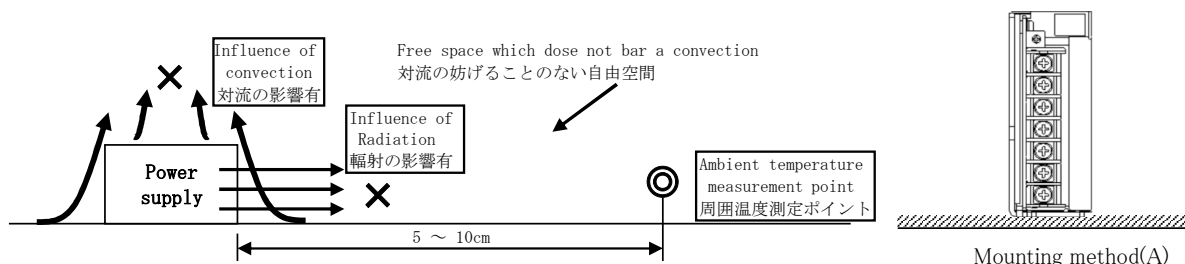 Influence of
convection
対流の影響有
Free space which dose not bar a convection
対流の妨げることのない自由空間
Influence of
Radiation
輻射の影響有
Power
supply
Ambient temperature
measurement point
周囲温度測定ポイント
5 ～ 10cm
Mounting method(A)